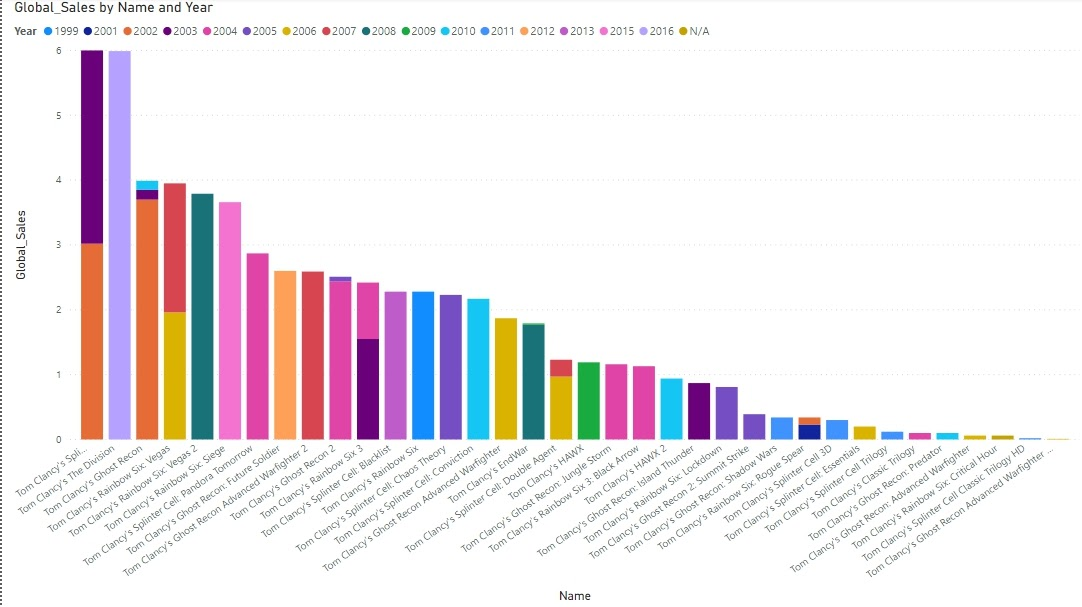 Global_Sales by Name and Year
Year 1999 2001 2002 2003 2004 2005 2006 2007 2008 2009 2010 2011 2012 2013 2015 2016 N/A
6
5
4
3
2
1
0
Global_Sales
Tom Clancy's Spli...
Tom Clancy's The Division
Tom Clancy's Ghost Recon
Tom Clancy's Rainbow Six: Vegas
Tom Clancy's Rainbow Six: Vegas 2
Tom Clancy's Rainbow Six: Siege
Tom Clancy's Splinter Cell: Pandora Tomorrow
Tom Clancy's Ghost Recon: Future Soldier
Tom Clancy's Ghost Recon Advanced Warfighter 2
Tom Clancy's Ghost Recon 2
Tom Clancy's Rainbow Six 3
Tom Clancy's Splinter Cell: Blacklist
Tom Clancy's Rainbow Six
Tom Clancy's Splinter Cell: Chaos Theory
Tom Clancy's Splinter Cell: Conviction
Tom Clancy's Ghost Recon Advanced Warfighter
Tom Clancy's EndWar
Tom Clancy's Splinter Cell: Double Agent
Tom Clancy's HAWX
Tom Clancy's Ghost Recon: Jungle Storm
Tom Clancy's Rainbow Six 3: Black Arrow
Tom Clancy's HAWX 2
Tom Clancy's Ghost Recon: Island Thunder
Tom Clancy's Rainbow Six: Lockdown
Tom Clancy's Ghost Recon 2: Summit Strike
Tom Clancy's Ghost Recon: Shadow Wars
Tom Clancy's Rainbow Six: Rogue Spear
Tom Clancy's Splinter Cell 3D
Tom Clancy's Splinter Cell: Essentials
Tom Clancy's Splinter Cell Trilogy
Tom Clancy's Classic Trilogy
Tom Clancy's Ghost Recon: Predator
Tom Clancy's Ghost Recon: Advanced Warfighter
Tom Clancy's Rainbow Six: Critical Hour
Tom Clancy's Splinter Cell Classic Trilogy HD
Tom Clancy's Ghost Recon Advanced Warfighter ...
Name